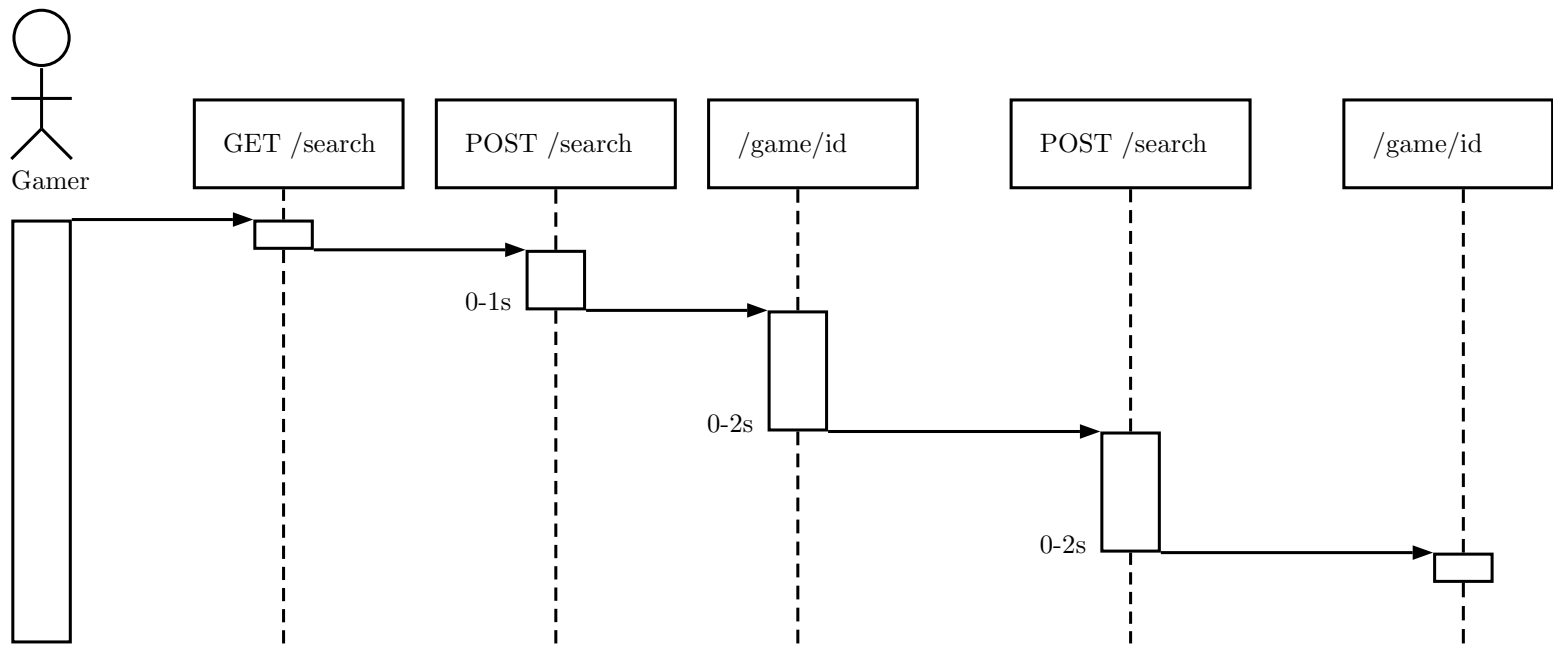 GET /search
POST /search
/game/id
POST /search
/game/id
Gamer
0-1s
0-2s
0-2s